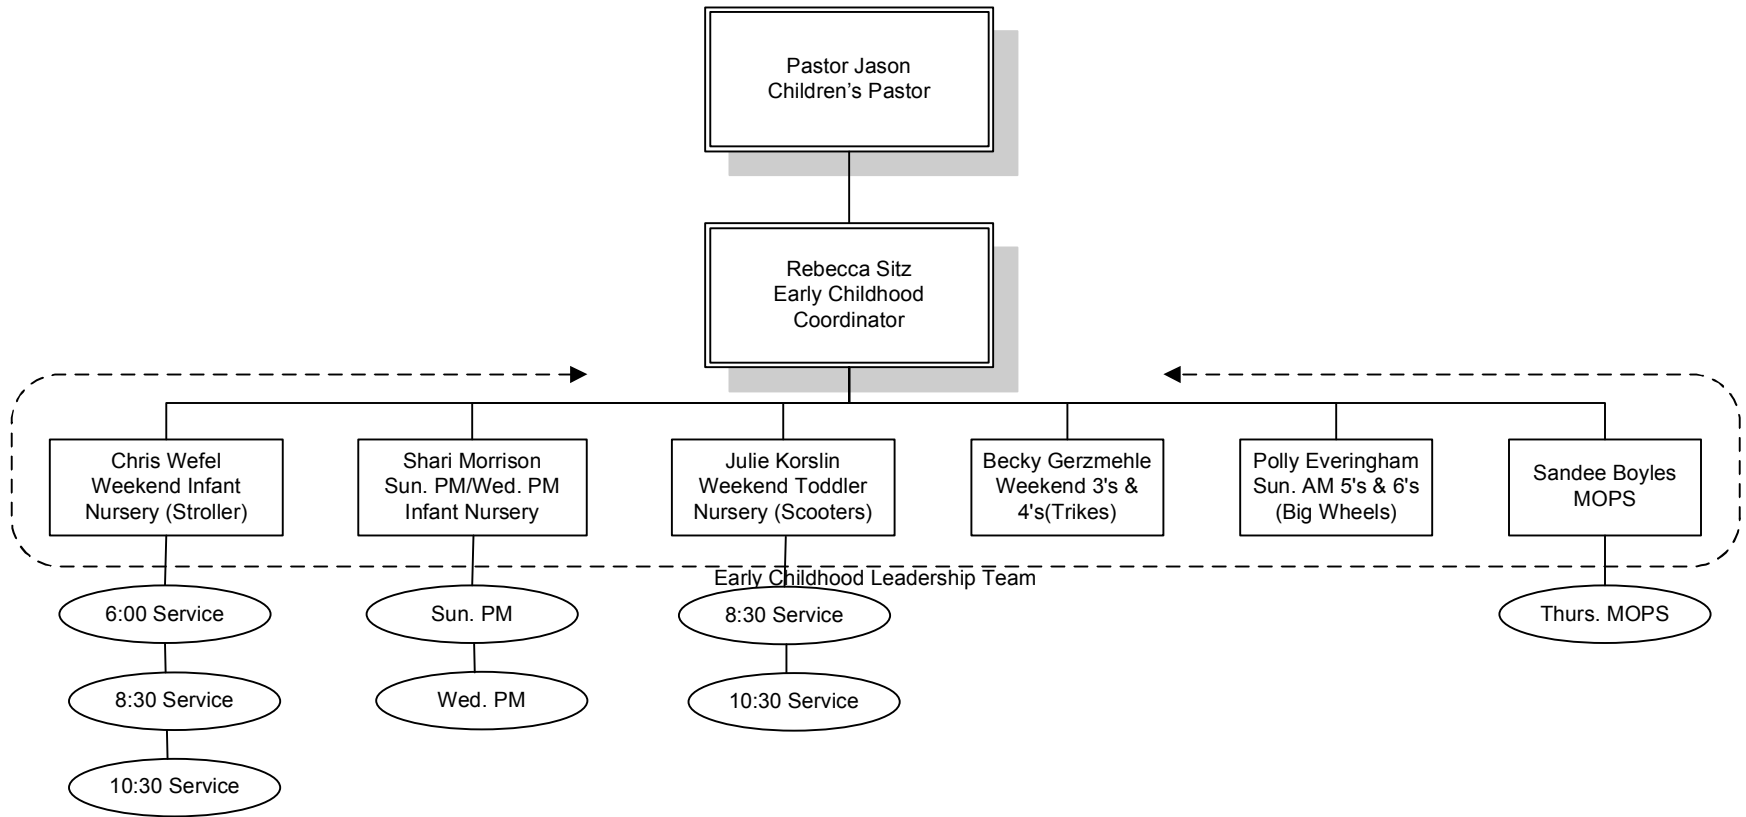 Pastor Jason
Children’s Pastor
Rebecca Sitz
Early Childhood
Coordinator
Chris Wefel
Weekend Infant
Nursery (Stroller)
Shari Morrison
Sun. PM/Wed. PM
Infant Nursery
Julie Korslin
Weekend Toddler
Nursery (Scooters)
Becky Gerzmehle
Weekend 3's &
4's(Trikes)
Polly Everingham
Sun. AM 5's & 6's
(Big Wheels)
Sandee Boyles
MOPS
Early Childhood Leadership Team
6:00 Service
8:30 Service
10:30 Service
Sun. PM
Wed. PM
8:30 Service
10:30 Service
Thurs. MOPS